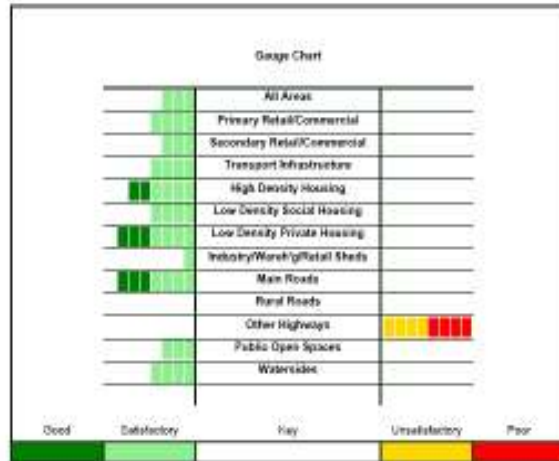 Gauge Chart
All Areas
Primary Retail/Commercial
Secondary Retail/Commercial
Transport Infrastructure
High Density Housing
Low Density Social Housing
Low Density Private Housing
Industry/Wareh'g/Retail Sheds
Main Roads
Rural Roads
Other Highways
Public Open Spaces
Watersides
Good Satisfactory Key Unsatisfactory Poor